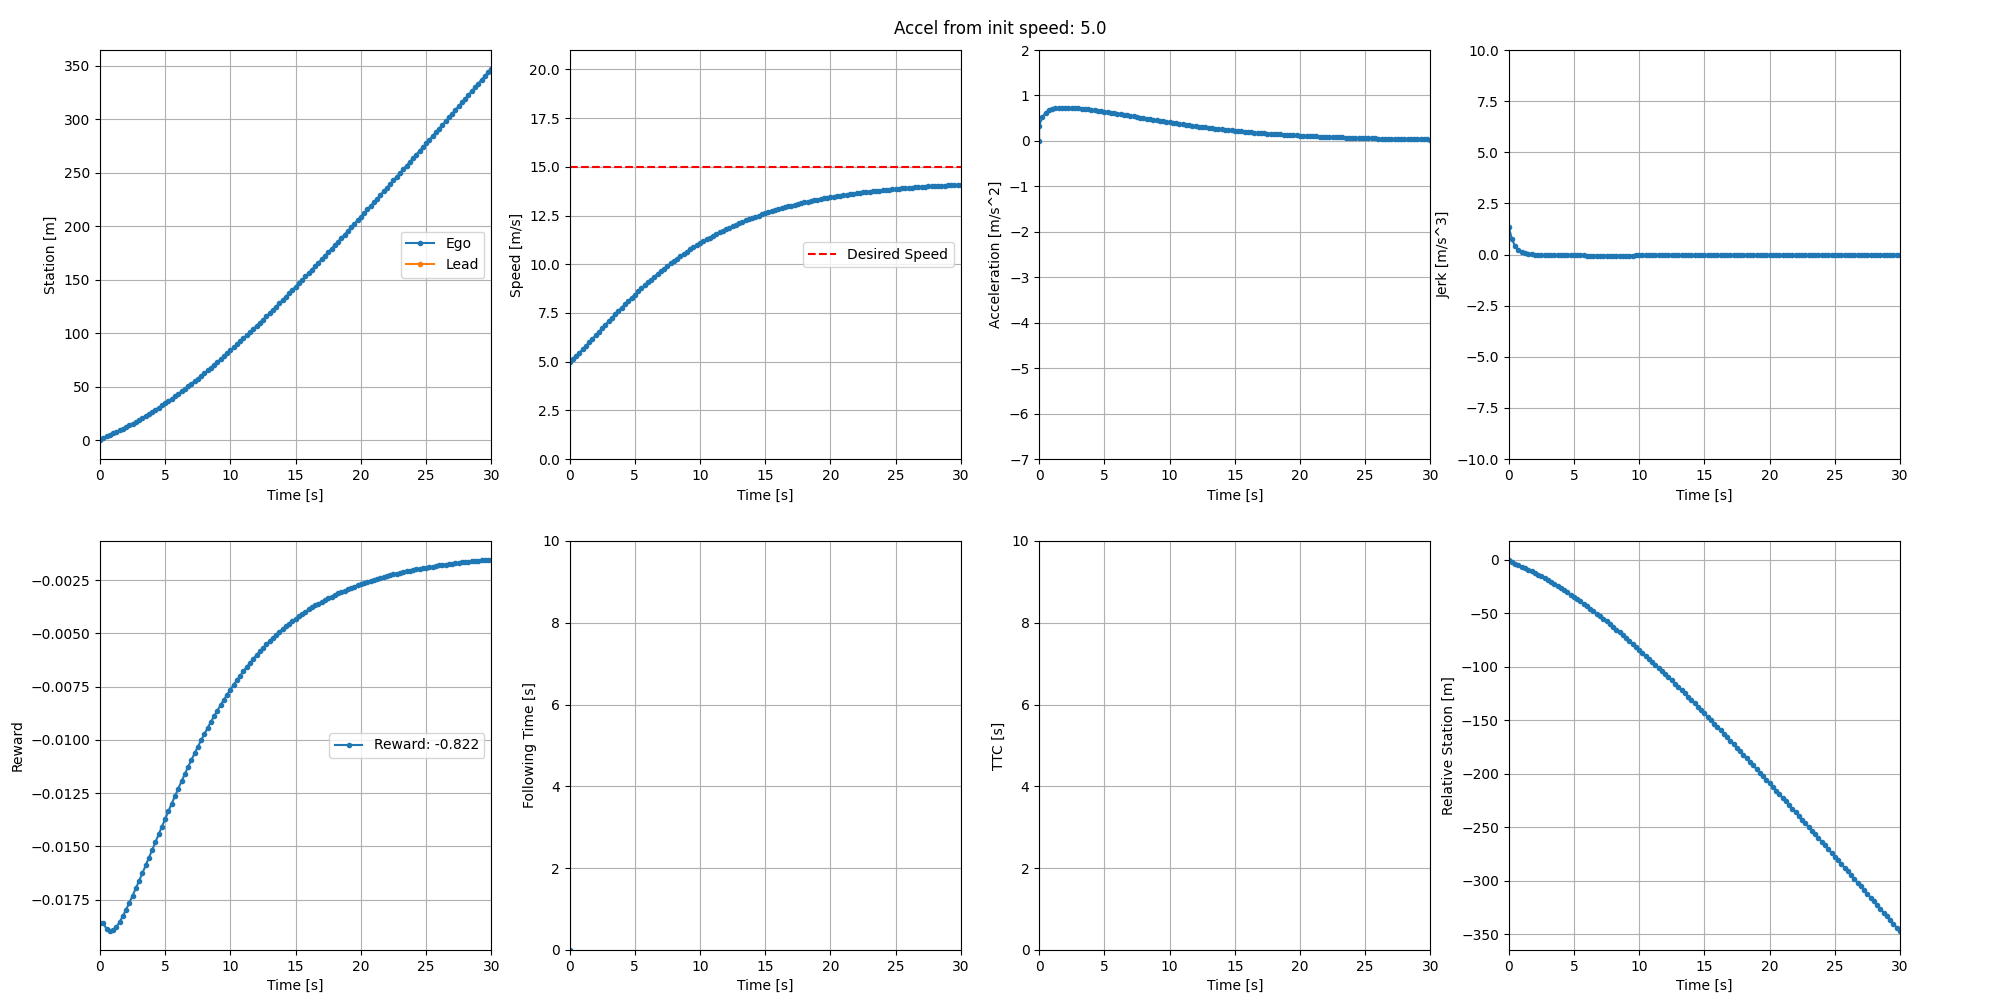 Accel from init speed: 5.0
Station [m]
350
300
250
200
150
100
50
0
Ego
Lead
0 5 10 15 20 25 30
Time [s]
Speed [m/s]
20.0
17.5
15.0
12.5
10.0
7.5
5.0
2.5
0.0
Desired Speed
0 5 10 15 20 25 30
Time [s]
Acceleration [m/s^2]
2
1
0
−1
−2
−3
−4
−5
−6
−7
0 5 10 15 20 25 30
Time [s]
Jerk [m/s^3]
10.0
7.5
5.0
2.5
0.0
−2.5
−5.0
−7.5
−10.0
0 5 10 15 20 25 30
Time [s]
Reward
−0.0025
−0.0050
−0.0075
−0.0100
−0.0125
−0.0150
−0.0175
Reward: -0.822
0 5 10 15 20 25 30
Time [s]
Following Time [s]
10
8
6
4
2
0
0 5 10 15 20 25 30
Time [s]
TTC [s]
10
8
6
4
2
0
0 5 10 15 20 25 30
Time [s]
Relative Station [m]
0
−50
−100
−150
−200
−250
−300
−350
0 5 10 15 20 25 30
Time [s]